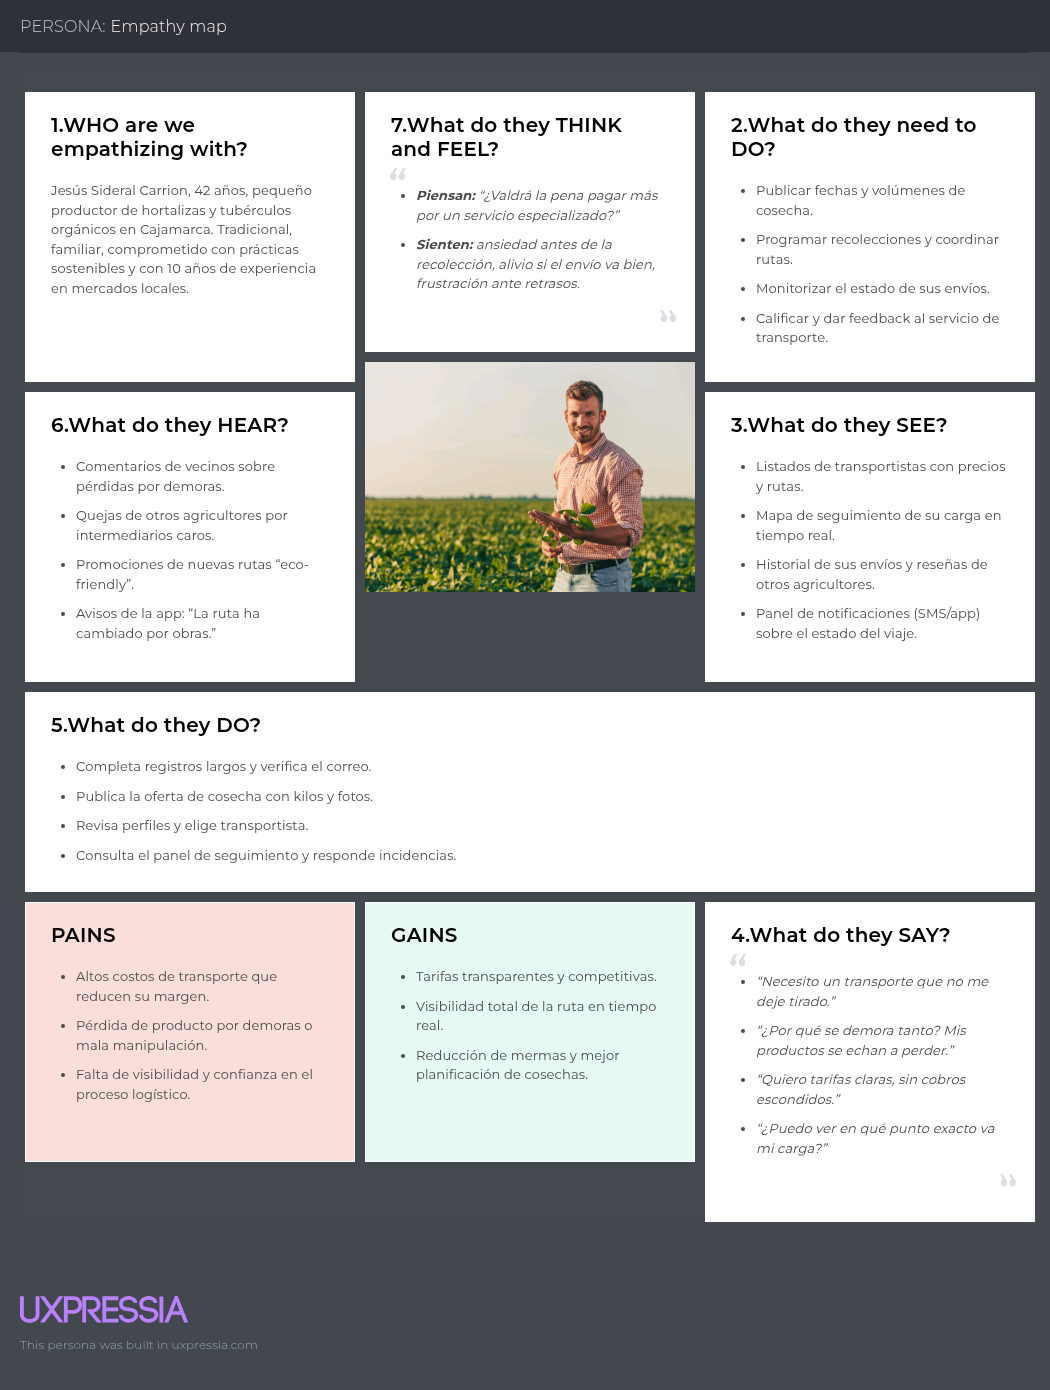 PERSONA: Empathy map
1.WHO are we
empathizing with?
Jesús Sideral Carrion, 42 años, pequeño
productor de hortalizas y tubérculos
orgánicos en Cajamarca. Tradicional,
familiar, comprometido con prácticas
sostenibles y con 10 años de experiencia
en mercados locales.
7.What do they THINK
and FEEL?
“
• Piensan: “¿Valdrá la pena pagar más
por un servicio especializado?”
• Sienten: ansiedad antes de la
recolección, alivio si el envío va bien,
frustración ante retrasos.
”
2.What do they need to
DO?
• Publicar fechas y volúmenes de
cosecha.
• Programar recolecciones y coordinar
rutas.
• Monitorizar el estado de sus envíos.
• Calificar y dar feedback al servicio de
transporte.
6.What do they HEAR?
• Comentarios de vecinos sobre
pérdidas por demoras.
• Quejas de otros agricultores por
intermediarios caros.
• Promociones de nuevas rutas “eco-
friendly”.
• Avisos de la app: “La ruta ha
cambiado por obras.”
3.What do they SEE?
• Listados de transportistas con precios
y rutas.
• Mapa de seguimiento de su carga en
tiempo real.
• Historial de sus envíos y reseñas de
otros agricultores.
• Panel de notificaciones (SMS/app)
sobre el estado del viaje.
5.What do they DO?
• Completa registros largos y verifica el correo.
• Publica la oferta de cosecha con kilos y fotos.
• Revisa perfiles y elige transportista.
• Consulta el panel de seguimiento y responde incidencias.
PAINS
• Altos costos de transporte que
reducen su margen.
• Pérdida de producto por demoras o
mala manipulación.
• Falta de visibilidad y confianza en el
proceso logístico.
GAINS
• Tarifas transparentes y competitivas.
• Visibilidad total de la ruta en tiempo
real.
• Reducción de mermas y mejor
planificación de cosechas.
4.What do they SAY?
“
• “Necesito un transporte que no me
deje tirado.”
• “¿Por qué se demora tanto? Mis
productos se echan a perder.”
• “Quiero tarifas claras, sin cobros
escondidos.”
• “¿Puedo ver en qué punto exacto va
mi carga?”
”
UXPRESSIA
This persona was built in uxpressia.com